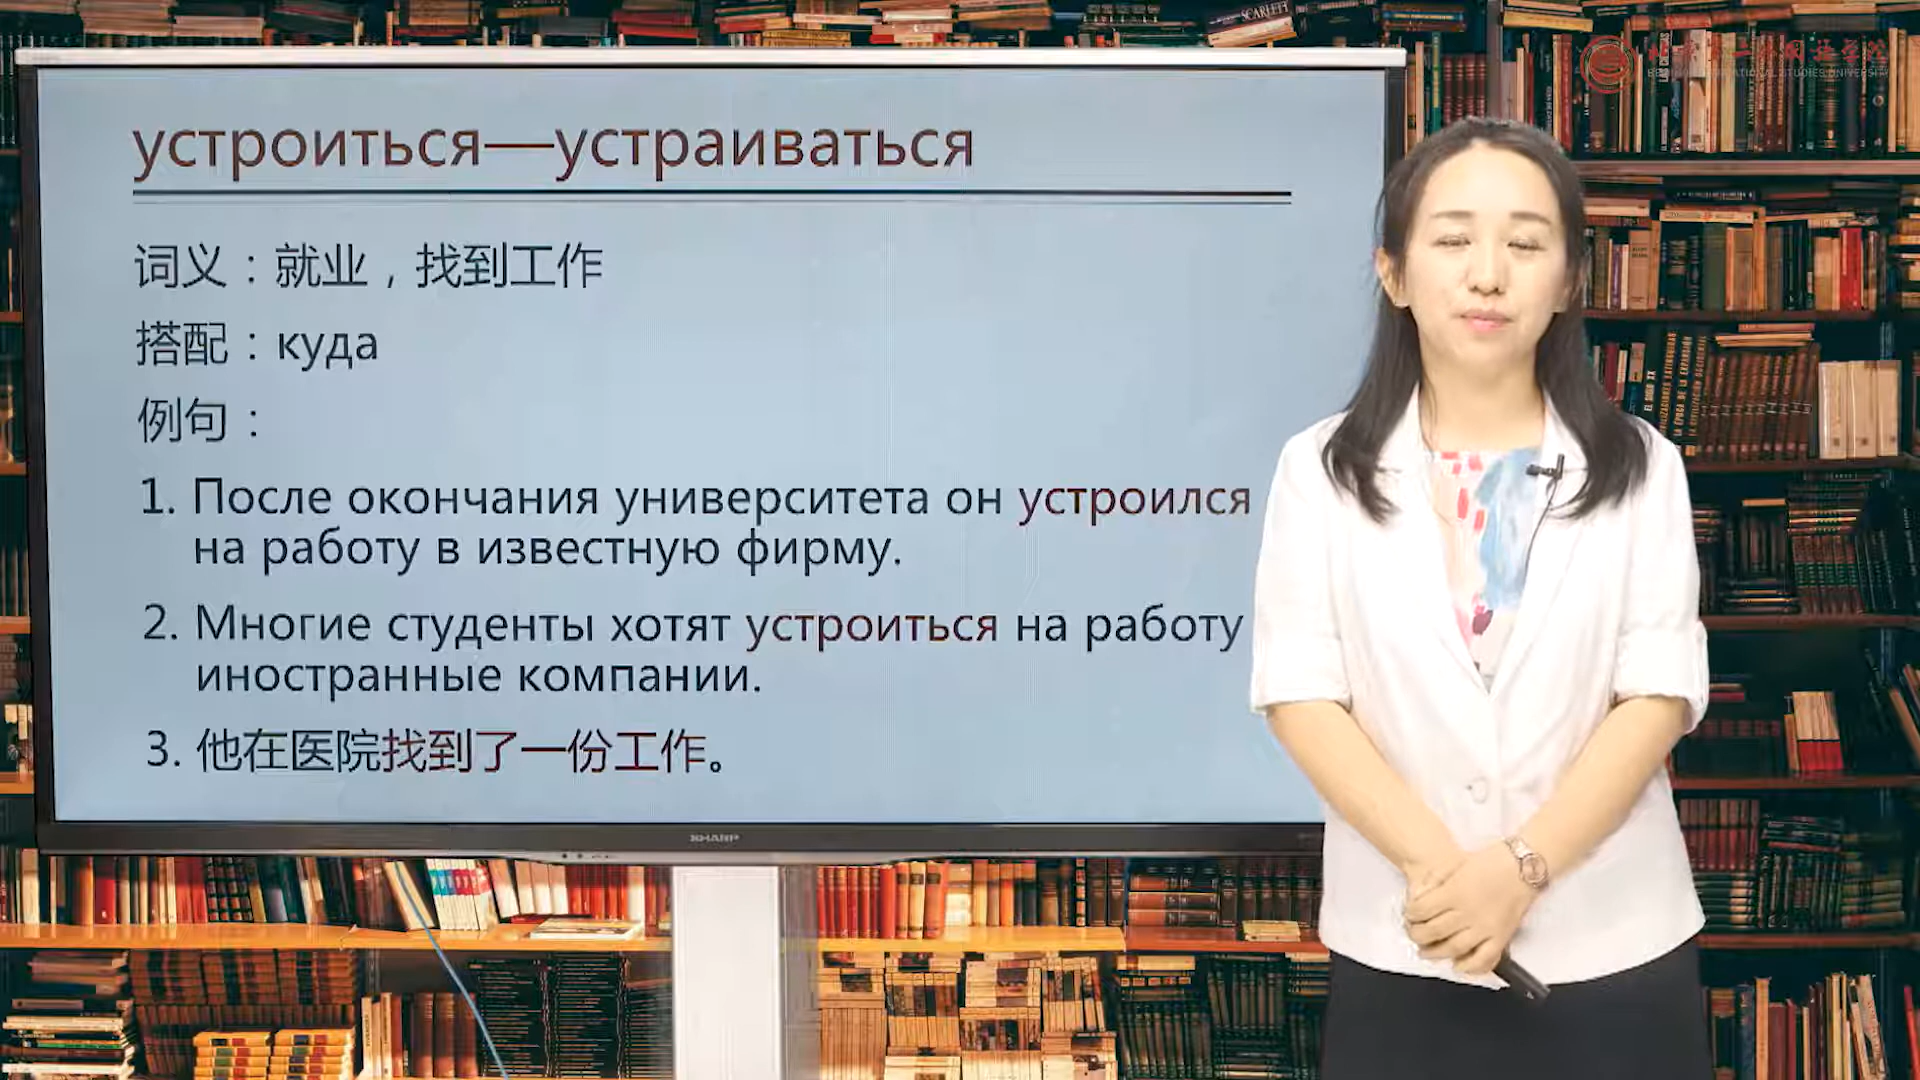 устроиться—устраиваться
词义：就业，找到工作
搭配：куда
例句：
1. После окончания университета он устроился
на работу в известную фирму.
2. Многие студенты хотят устроиться на работу
иностранные компании.
3. 他在医院找到了一份工作。
SHARP
SCARLETT